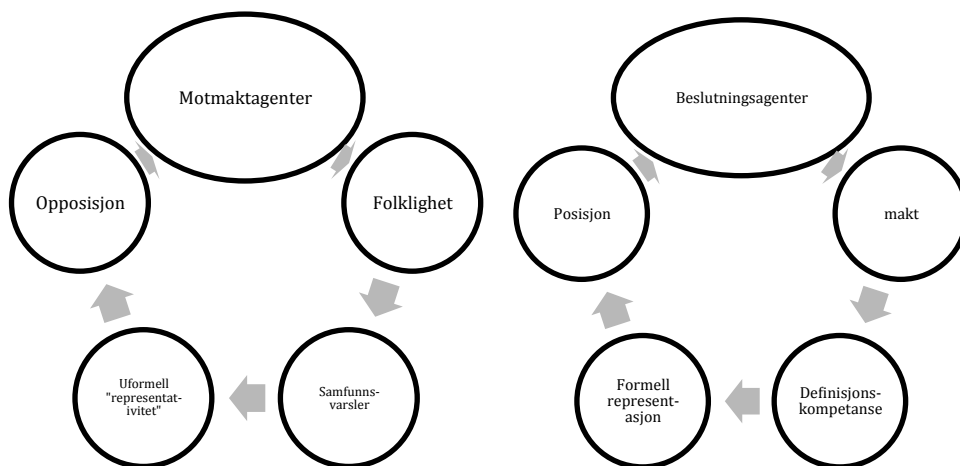 Motmaktagenter
Opposisjon
Folklighet
Uformell
"representat-
ivitet"
Samfunns-
varsler
Beslutningsagenter
Posisjon
makt
Formell
represent-
asjon
Definisjons-
kompetanse